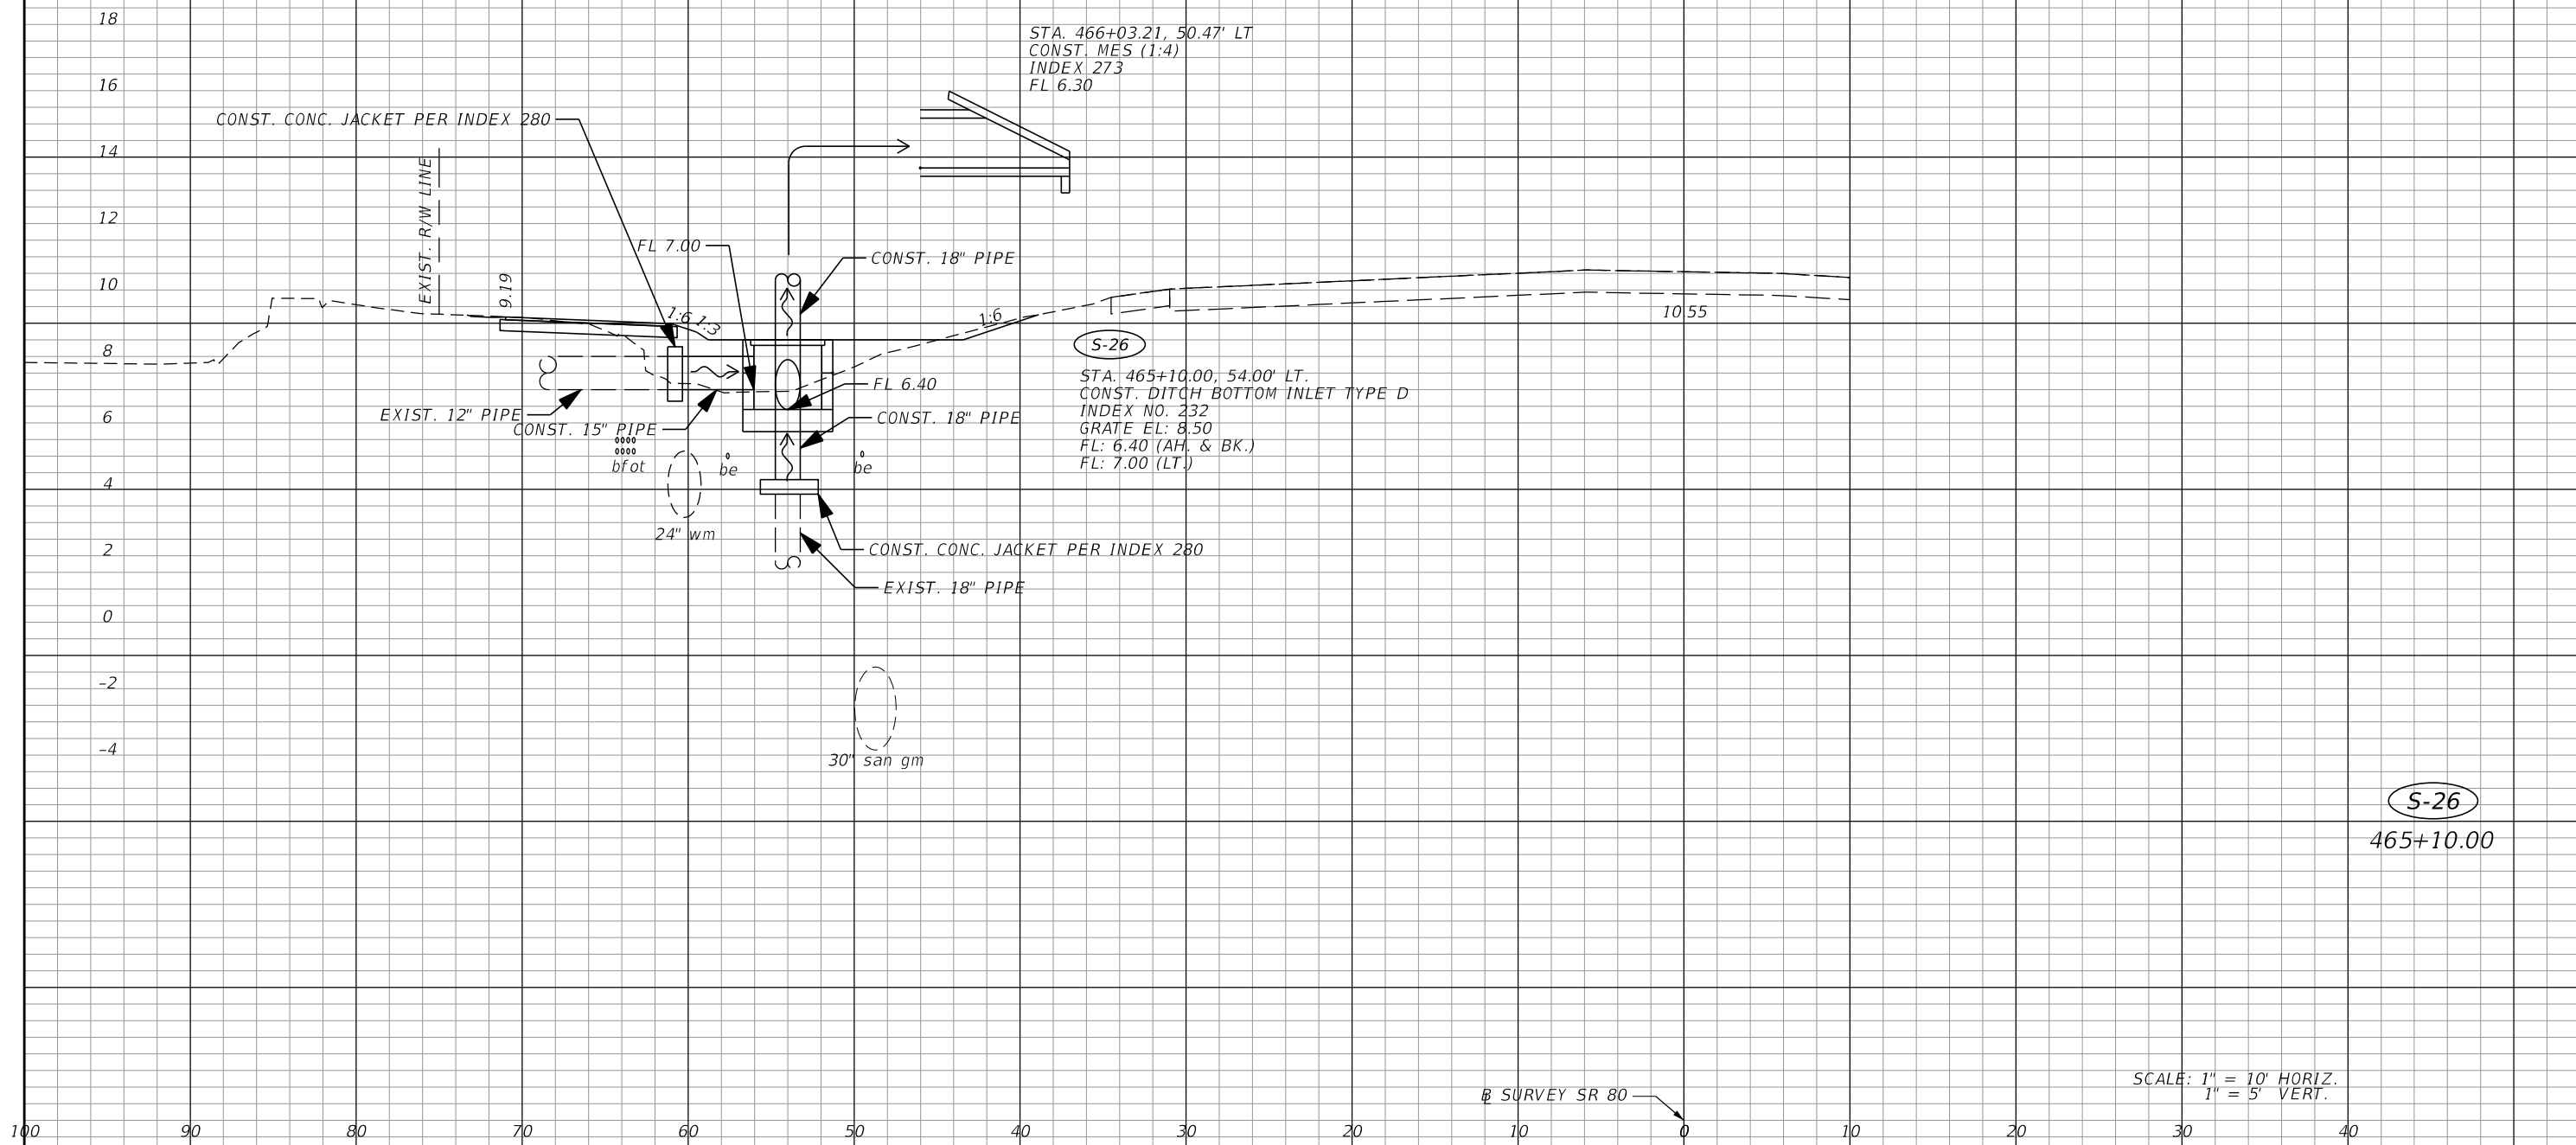 18
16
14
12
10
8
6
4
2
0
-2
-4
STA. 466+03.21, 50.47' LT
CONST. MES (1:4)
INDEX 273
FL 6.30
CONST. CONC. JACKET PER INDEX 280
EXIST. R/W LINE
9.19
FL 7.00
CONST. 18" PIPE
1:6
1:3
1:6
10.55
S-26
STA. 465+10.00, 54.00' LT.
CONST. DITCH BOTTOM INLET TYPE D
INDEX NO. 232
GRATE EL: 8.50
FL: 6.40 (AH. & BK.)
FL: 7.00 (LT.)
FL 6.40
EXIST. 12" PIPE
CONST. 15" PIPE
CONST. 18" PIPE
bfot
be
be
24" wm
CONST. CONC. JACKET PER INDEX 280
EXIST. 18" PIPE
30" san gm
S-26
465+10.00
SCALE: 1" = 10' HORIZ.
1" = 5' VERT.
BL SURVEY SR 80
100
90
80
70
60
50
40
30
20
10
0
10
20
30
40